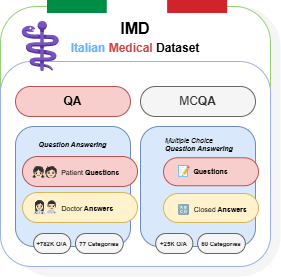 IMD
Italian Medical Dataset
QA
MCQA
Question Answering
Patient Questions
Doctor Answers
+782K Q/A
77 Categories
Multiple Choice
Question Answering
Questions
Closed Answers
+25K Q/A
60 Categories